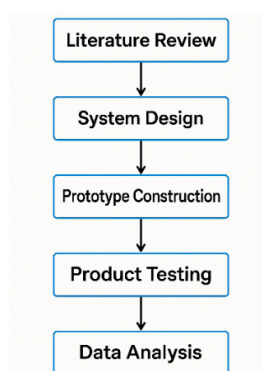 Literature Review
System Design
Prototype Construction
Product Testing
Data Analysis